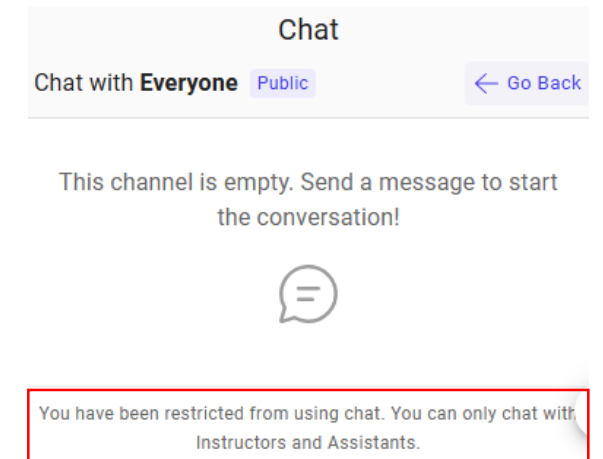 Chat
Chat with Everyone Public ← Go Back
This channel is empty. Send a message to start
the conversation!
You have been restricted from using chat. You can only chat with
Instructors and Assistants.